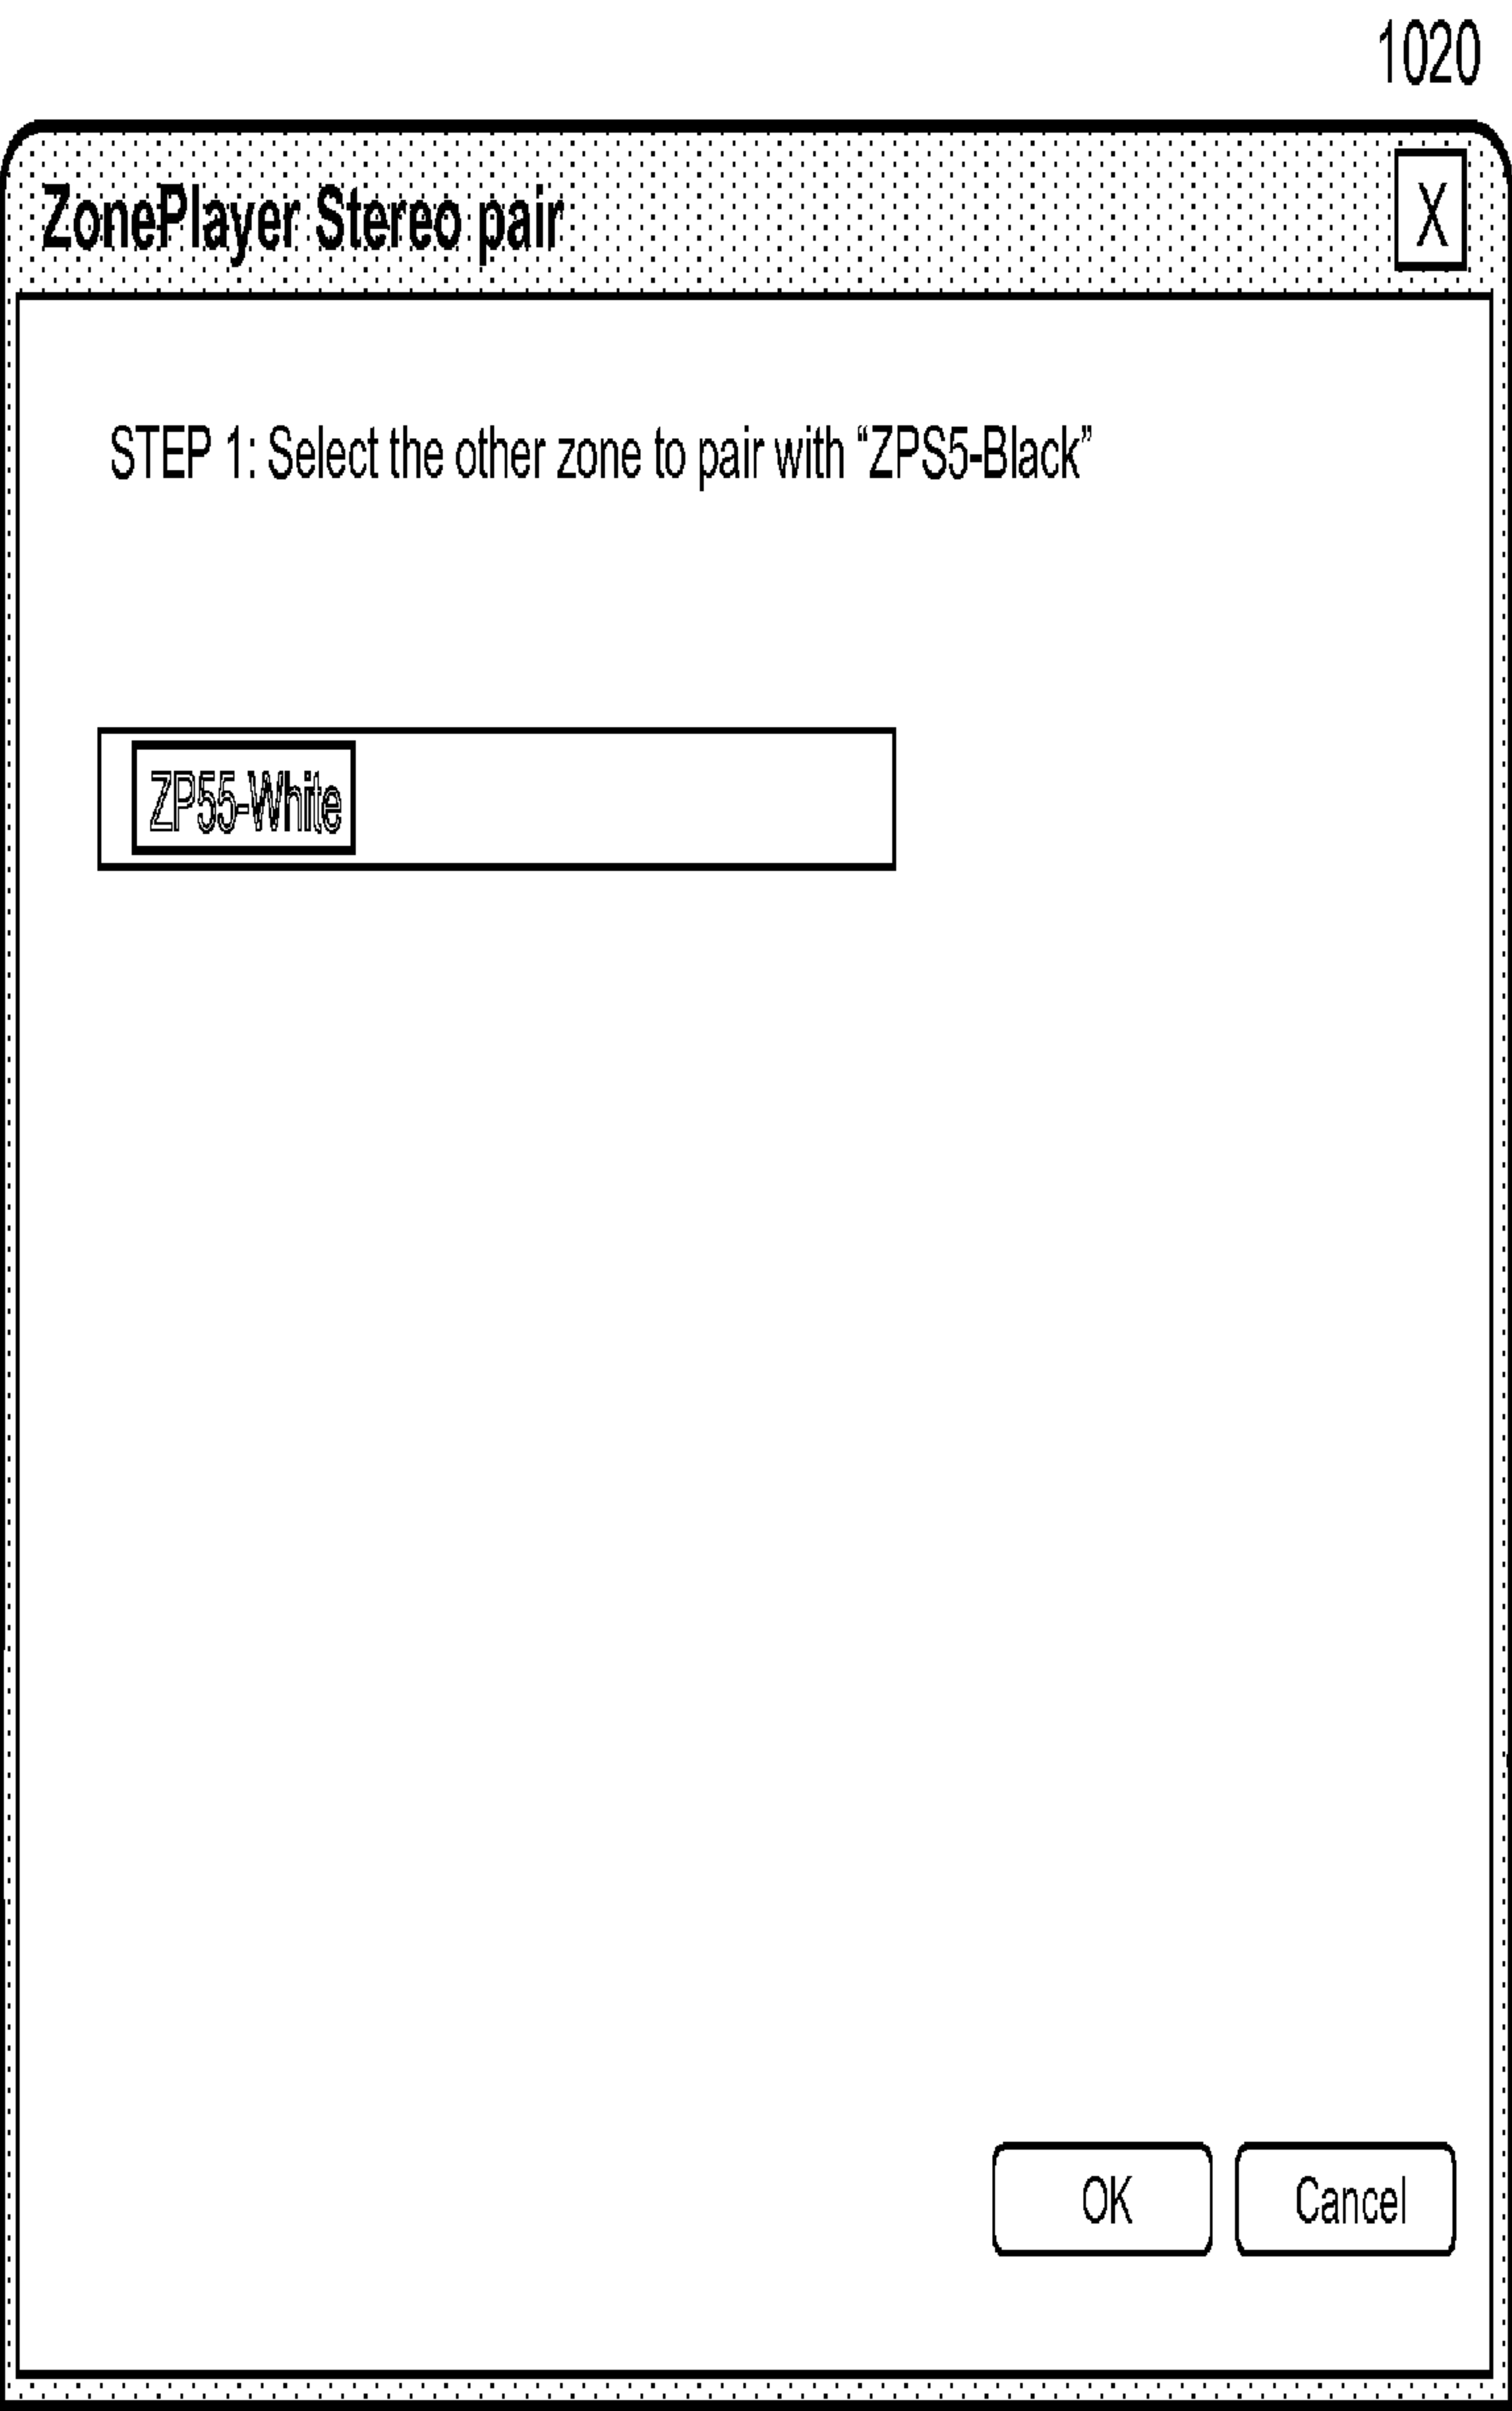 1020
ZonePlayer Stereo pair
X
STEP 1: Select the other zone to pair with “ZPS5-Black”
ZP55-White
OK
Cancel